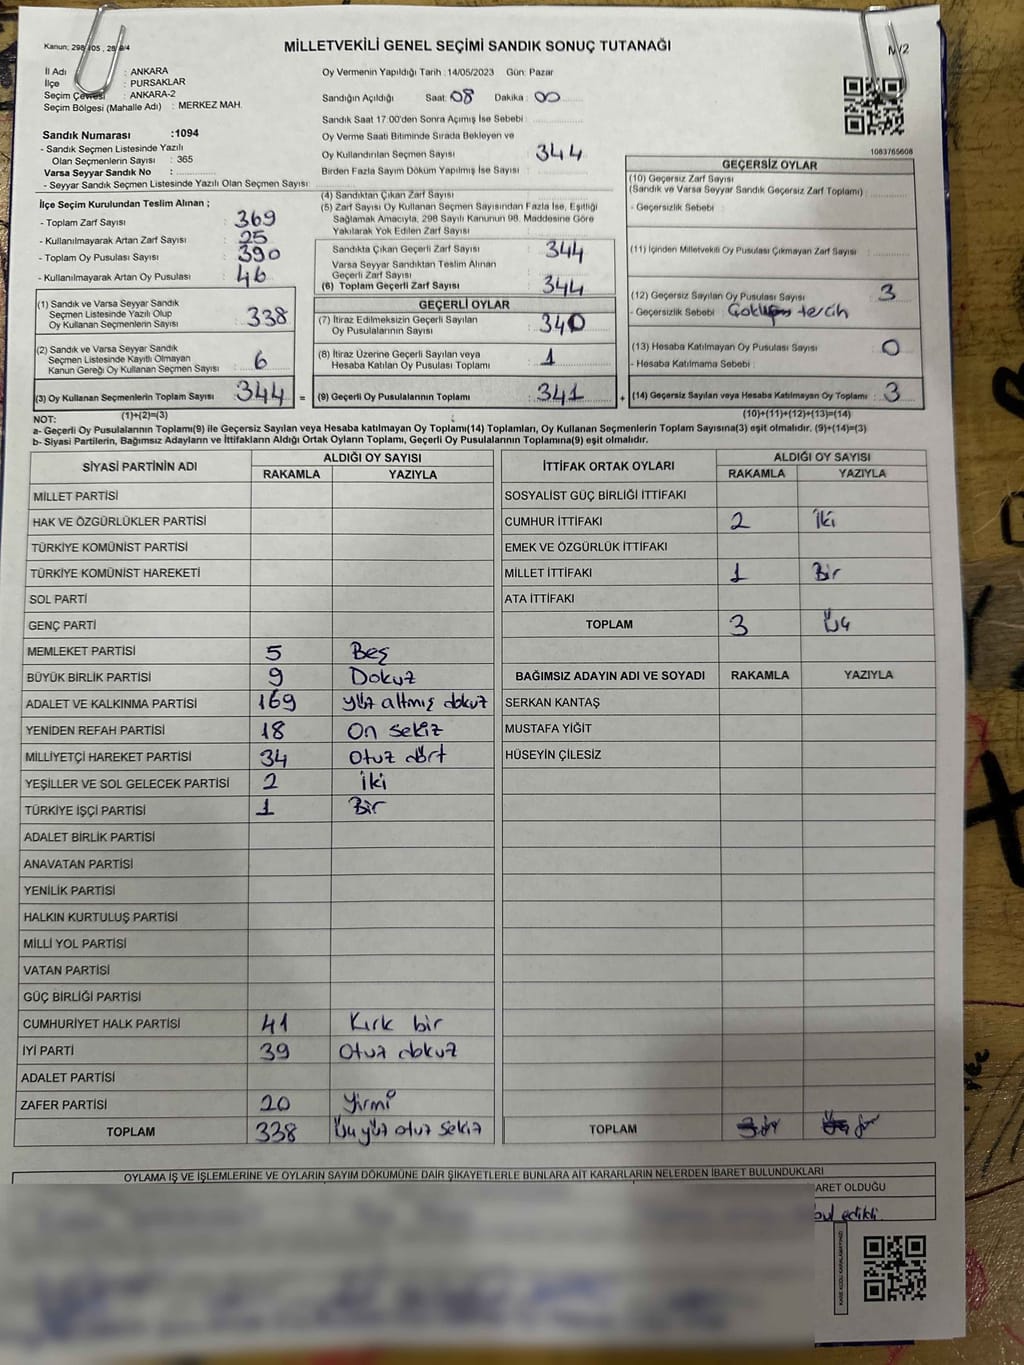 MİLLETVEKİLİ GENEL SEÇİMİ SANDIK SONUÇ TUTANAĞI
İl Adı : ANKARA
İlçe : PURSAKLAR
Seçim Çevresi : ANKARA-2
Seçim Bölgesi (Mahalle Adı) : MERKEZ MAH.
Sandık Numarası :1094
- Sandık Seçmen Listesinde Yazılı
Olan Seçmenlerin Sayısı : 365
Varsa Seyyar Sandık No :
- Seyyar Sandık Seçmen Listesinde Yazılı Olan Seçmen Sayısı :
Oy Vermenin Yapıldığı Tarih : 14/05/2023 Gün: Pazar
Sandığın Açıldığı Saat: 08 Dakika : 00
Sandık Saat 17:00'den Sonra Açımış İse Sebebi :
Oy Verme Saati Bitiminde Sırada Bekleyen ve
Oy Kullandırılan Seçmen Sayısı : 344
Birden Fazla Sayım Döküm Yapılmış İse Sayısı :
1083765608
İlçe Seçim Kurulundan Teslim Alınan ;
- Toplam Zarf Sayısı : 369
- Kullanılmayarak Artan Zarf Sayısı : 25
- Toplam Oy Pusulası Sayısı : 390
- Kullanılmayarak Artan Oy Pusulası : 46
(1) Sandık ve Varsa Seyyar Sandık
Seçmen Listesinde Yazılı Olup
Oy Kullanan Seçmenlerin Sayısı : 338
(2) Sandık ve Varsa Seyyar Sandık
Seçmen Listesinde Kayıtlı Olmayan
Kanun Gereği Oy Kullanan Seçmen Sayısı : 6
(3) Oy Kullanan Seçmenlerin Toplam Sayısı : 344 =
(1)+(2)=(3)
(4) Sandıktan Çıkan Zarf Sayısı :
(5) Zarf Sayısı Oy Kullanan Seçmen Sayısından Fazla İse, Eşitliği
Sağlamak Amacıyla, 298 Sayılı Kanunun 98. Maddesine Göre
Yakılarak Yok Edilen Zarf Sayısı :
Sandıkta Çıkan Geçerli Zarf Sayısı : 344
Varsa Seyyar Sandıktan Teslim Alınan
Geçerli Zarf Sayısı :
(6) Toplam Geçerli Zarf Sayısı : 344
GEÇERLİ OYLAR
(7) İtiraz Edilmeksizin Geçerli Sayılan
Oy Pusulalarının Sayısı : 340
(8) İtiraz Üzerine Geçerli Sayılan veya
Hesaba Katılan Oy Pusulası Toplamı : 1
(9) Geçerli Oy Pusulalarının Toplamı : 341 +
GEÇERSİZ OYLAR
(10) Geçersiz Zarf Sayısı
(Sandık ve Varsa Seyyar Sandık Geçersiz Zarf Toplamı) :
- Geçersizlik Sebebi :
(11) İçinden Milletvekili Oy Pusulası Çıkmayan Zarf Sayısı :
(12) Geçersiz Sayılan Oy Pusulası Sayısı : 3
- Geçersizlik Sebebi : tercih
(13) Hesaba Katılmayan Oy Pusulası Sayısı : 0
- Hesaba Katılmama Sebebi :
(14) Geçersiz Sayılan veya Hesaba Katılmayan Oy Toplamı : 3
(10)+(11)+(12)+(13)=(14)
NOT:
a- Geçerli Oy Pusulalarının Toplamı(9) ile Geçersiz Sayılan veya Hesaba katılmayan Oy Toplamı(14) Toplamları, Oy Kullanan Seçmenlerin Toplam Sayısına(3) eşit olmalıdır. (9)+(14)=(3)
b- Siyasi Partilerin, Bağımsız Adayların ve İttifakların Aldığı Ortak Oyların Toplamı, Geçerli Oy Pusulalarının Toplamına(9) eşit olmalıdır.
SİYASİ PARTİNİN ADI ALDIĞI OY SAYISI
RAKAMLA YAZIYLA
MİLLET PARTİSİ
HAK VE ÖZGÜRLÜKLER PARTİSİ
TÜRKİYE KOMÜNİST PARTİSİ
TÜRKİYE KOMÜNİST HAREKETİ
SOL PARTİ
GENÇ PARTİ
MEMLEKET PARTİSİ 5 Beş
BÜYÜK BİRLİK PARTİSİ 9 Dokuz
ADALET VE KALKINMA PARTİSİ 169 yüz altmış dokuz
YENİDEN REFAH PARTİSİ 18 On sekiz
MİLLİYETÇİ HAREKET PARTİSİ 34 Otuz dört
YEŞİLLER VE SOL GELECEK PARTİSİ 2 İki
TÜRKİYE İŞÇİ PARTİSİ 1 Bir
ADALET BİRLİK PARTİSİ
ANAVATAN PARTİSİ
YENİLİK PARTİSİ
HALKIN KURTULUŞ PARTİSİ
MİLLİ YOL PARTİSİ
VATAN PARTİSİ
GÜÇ BİRLİĞİ PARTİSİ
CUMHURİYET HALK PARTİSİ 41 Kırk bir
İYİ PARTİ 39 Otuz dokuz
ADALET PARTİSİ
ZAFER PARTİSİ 20 Yirmi
TOPLAM 338 Üç yüz otuz sekiz
İTTİFAK ORTAK OYLARI ALDIĞI OY SAYISI
RAKAMLA YAZIYLA
SOSYALİST GÜÇ BİRLİĞİ İTTİFAKI
CUMHUR İTTİFAKI 2 İki
EMEK VE ÖZGÜRLÜK İTTİFAKI
MİLLET İTTİFAKI 1 Bir
ATA İTTİFAKI
TOPLAM 3 Üç
BAĞIMSIZ ADAYIN ADI VE SOYADI RAKAMLA YAZIYLA
SERKAN KANTAŞ
MUSTAFA YİĞİT
HÜSEYİN ÇİLESİZ
TOPLAM
OYLAMA İŞ VE İŞLEMLERİNE VE OYLARIN SAYIM DÖKÜMÜNE DAİR ŞİKAYETLERLE BUNLARA AİT KARARLARIN NELERDEN İBARET BULUNDUKLARI
OLDUĞU
edildi.